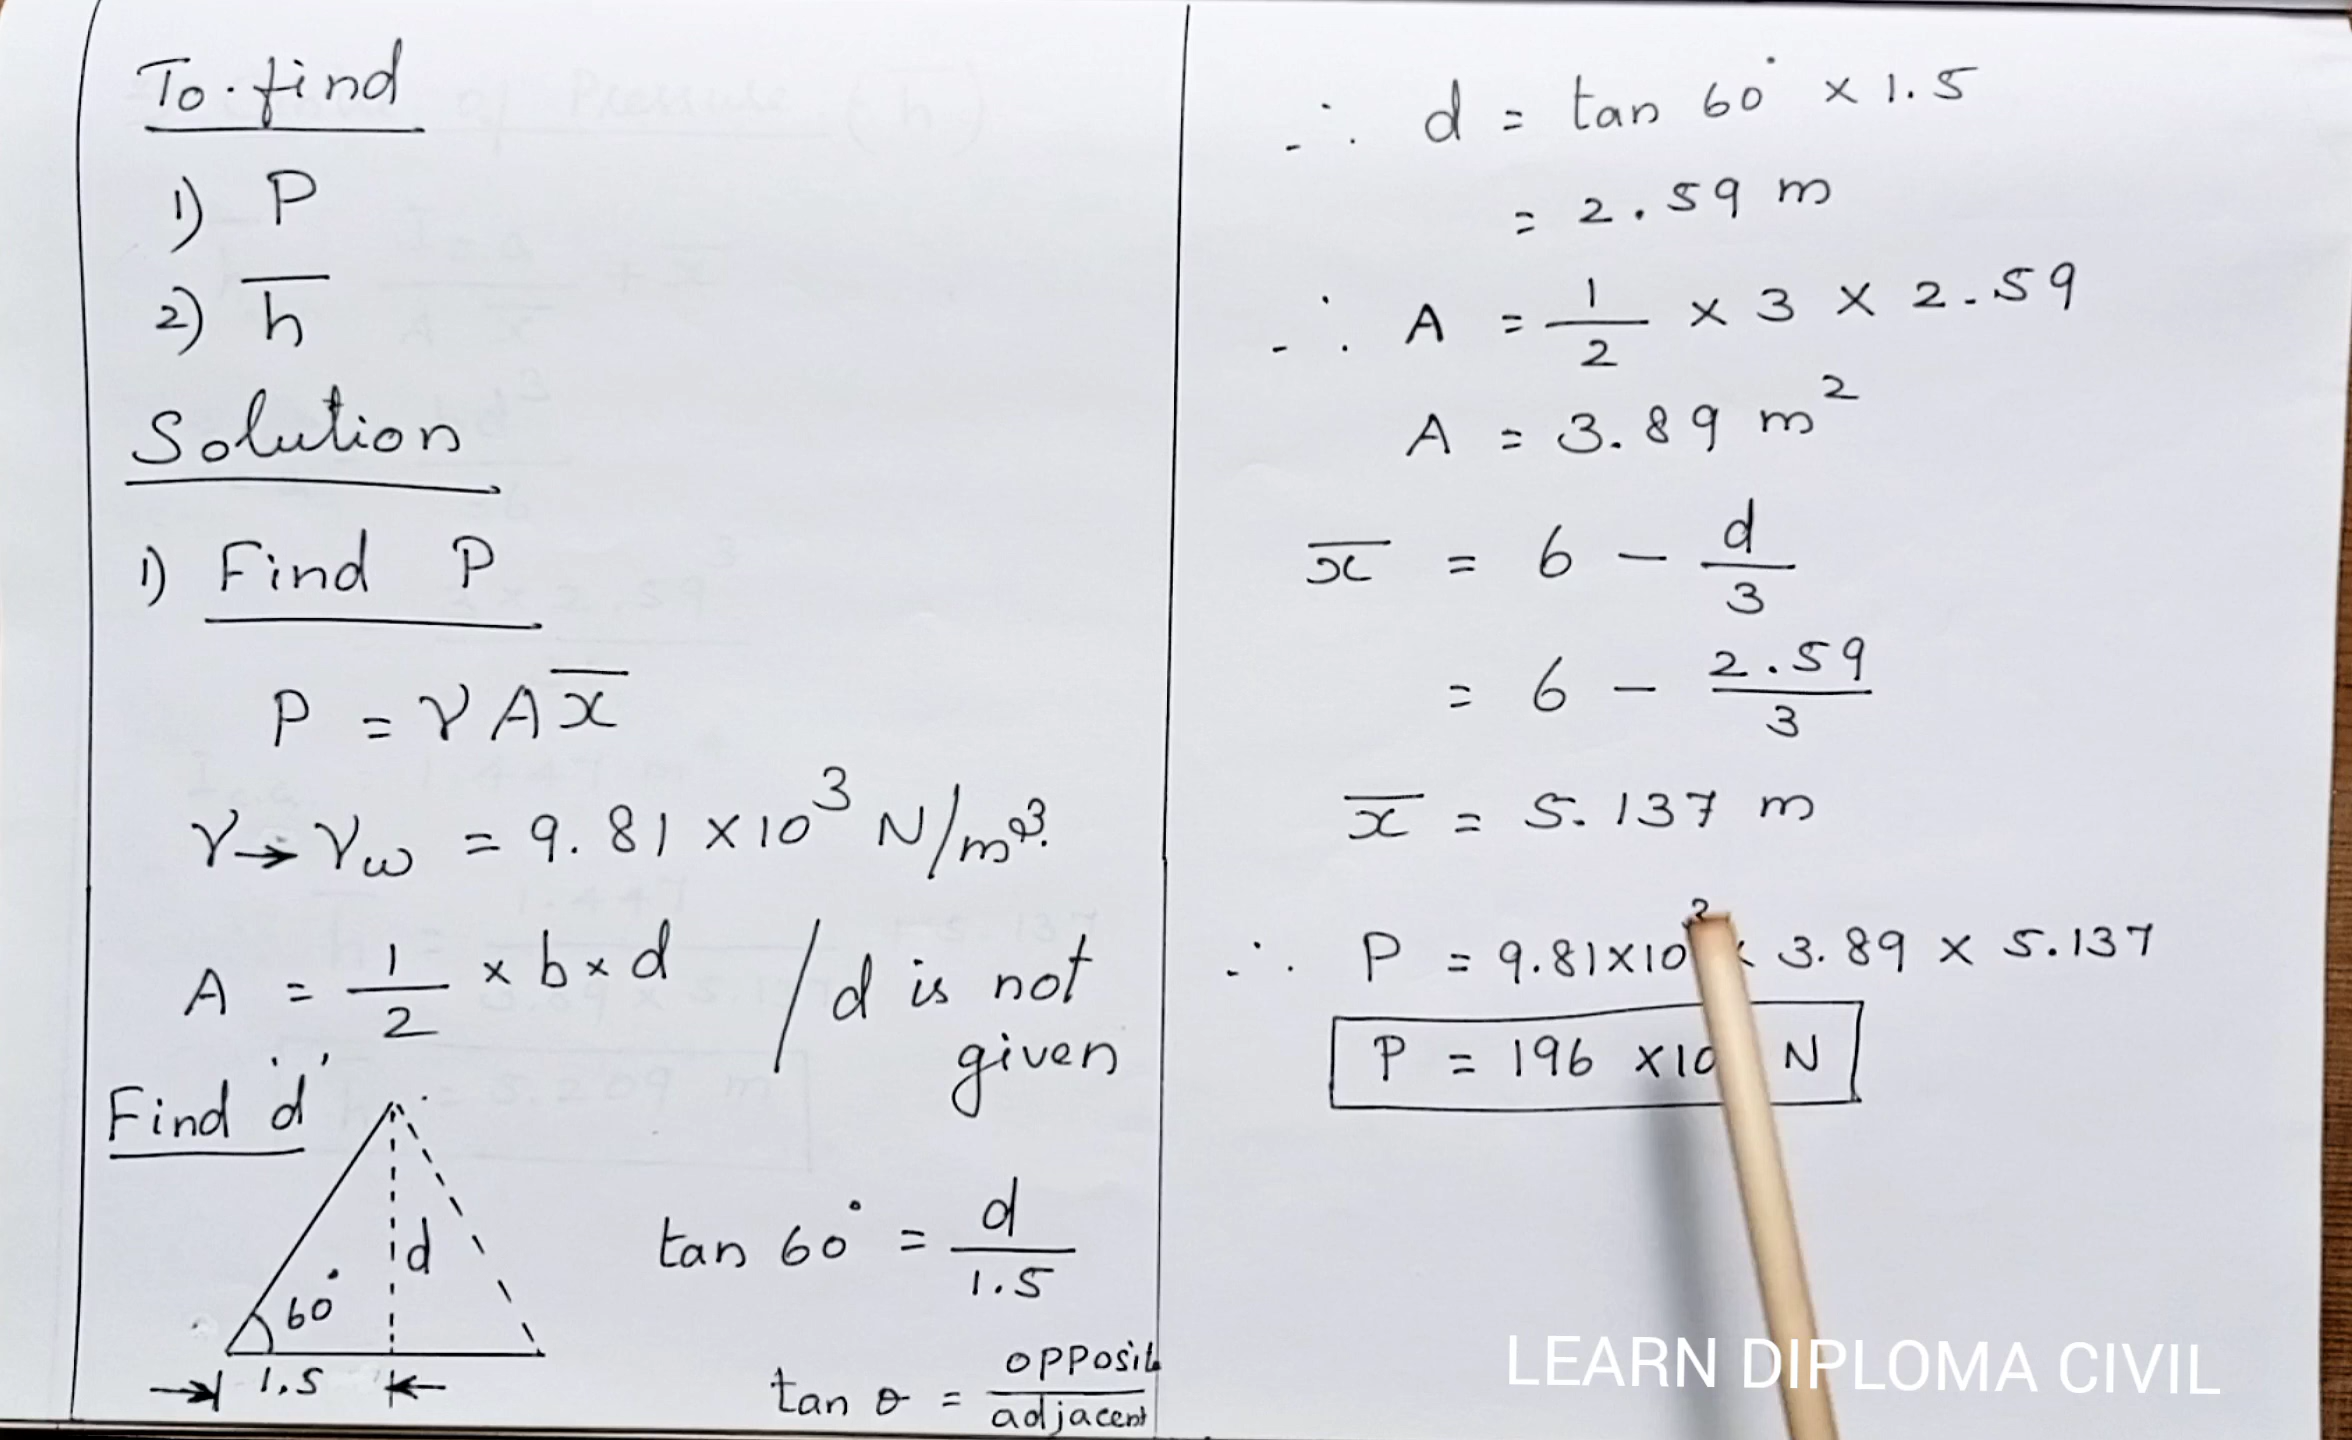 To find
1) P
2) h̅
Solution
1) Find P
P = γ A x̅
γ → γw = 9.81 × 10³ N/m³.
A = 1/2 × b × d / d is not given
Find 'd'
d
60°
1.5
tan 60° = d/1.5
tan θ = opposit/adjacent
∴ d = tan 60° × 1.5
= 2.59 m
∴ A = 1/2 × 3 × 2.59
A = 3.89 m²
x̅ = 6 - d/3
= 6 - 2.59/3
x̅ = 5.137 m
∴ P = 9.81×10³ × 3.89 × 5.137
P = 196 ×10 N
LEARN DIPLOMA CIVIL